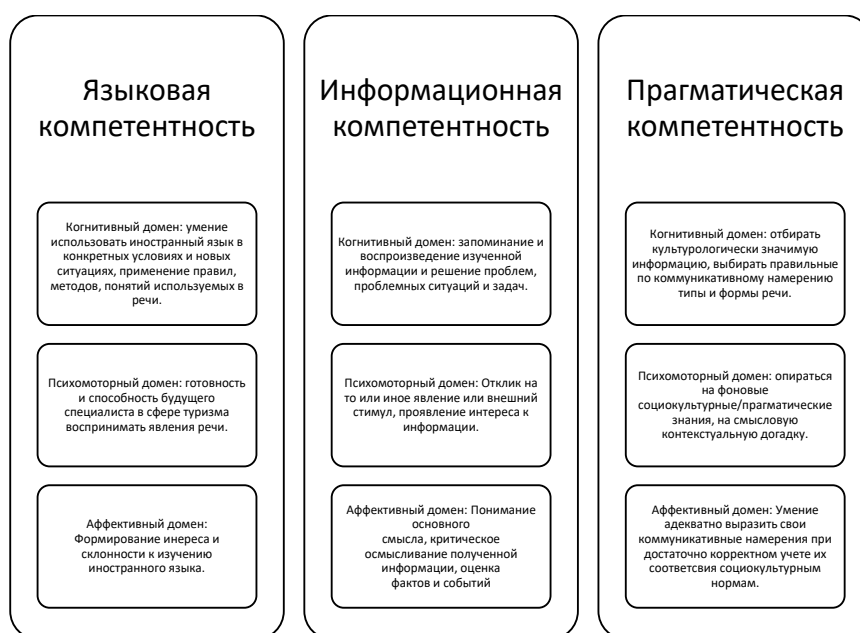 Языковая
компетентность
Когнитивный домен: умение
использовать иностранный язык в
конкретных условиях и новых
ситуациях, применение правил,
методов, понятий используемых в
речи.
Психомоторный домен: готовность
и способность будущего
специалиста в сфере туризма
воспринимать явления речи.
Аффективный домен:
Формирование инереса и
склонности к изучению
иностранного языка.
Информационная
компетентность
Когнитивный домен: запоминание и
воспроизведение изученной
информации и решение проблем,
проблемных ситуаций и задач.
Психомоторный домен: Отклик на
то или иное явление или внешний
стимул, проявление интереса к
информации.
Аффективный домен: Понимание
основного
смысла, критическое
осмысливание полученной
информации, оценка
фактов и событий
Прагматическая
компетентность
Когнитивный домен: отбирать
культурологически значимую
информацию, выбирать правильные
по коммуникативному намерению
типы и формы речи.
Психомоторный домен: опираться
на фоновые
социокультурные/прагматические
знания, на смысловую
контекстуальную догадку.
Аффективный домен: Умение
адекватно выразить свои
коммуникативные намерения при
достаточно корректном учете их
соответсвия социокультурным
нормам.